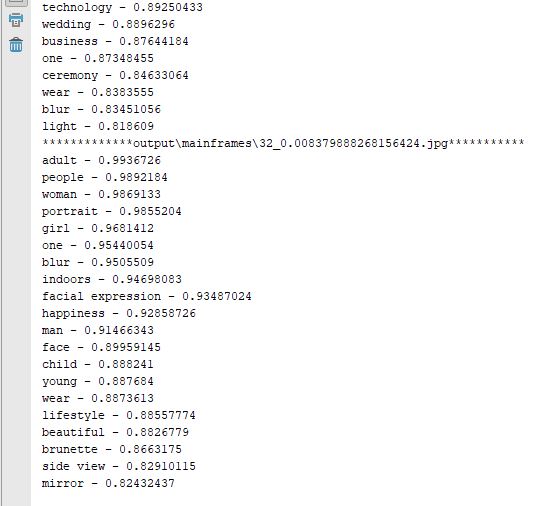 technology - 0.89250433
wedding - 0.8896296
business - 0.87644184
one - 0.87348455
ceremony - 0.84633064
wear - 0.8383555
blur - 0.83451056
light - 0.818609
*************output\mainframes\32_0.008379888268156424.jpg***********
adult - 0.9936726
people - 0.9892184
woman - 0.9869133
portrait - 0.9855204
girl - 0.9681412
one - 0.95440054
blur - 0.9505509
indoors - 0.94698083
facial expression - 0.93487024
happiness - 0.92858726
man - 0.91466343
face - 0.89959145
child - 0.888241
young - 0.887684
wear - 0.8873613
lifestyle - 0.88557774
beautiful - 0.8826779
brunette - 0.8663175
side view - 0.82910115
mirror - 0.82432437